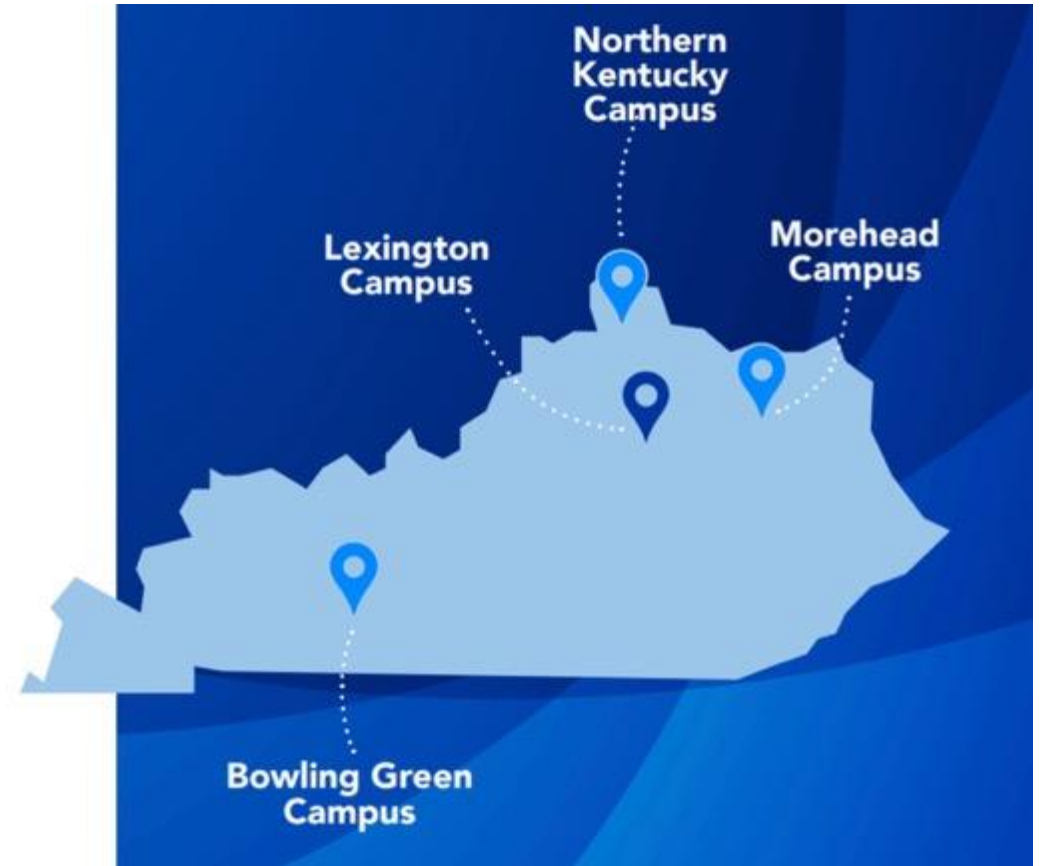 Northern
Kentucky
Campus
Lexington
Campus
Morehead
Campus
Bowling Green
Campus